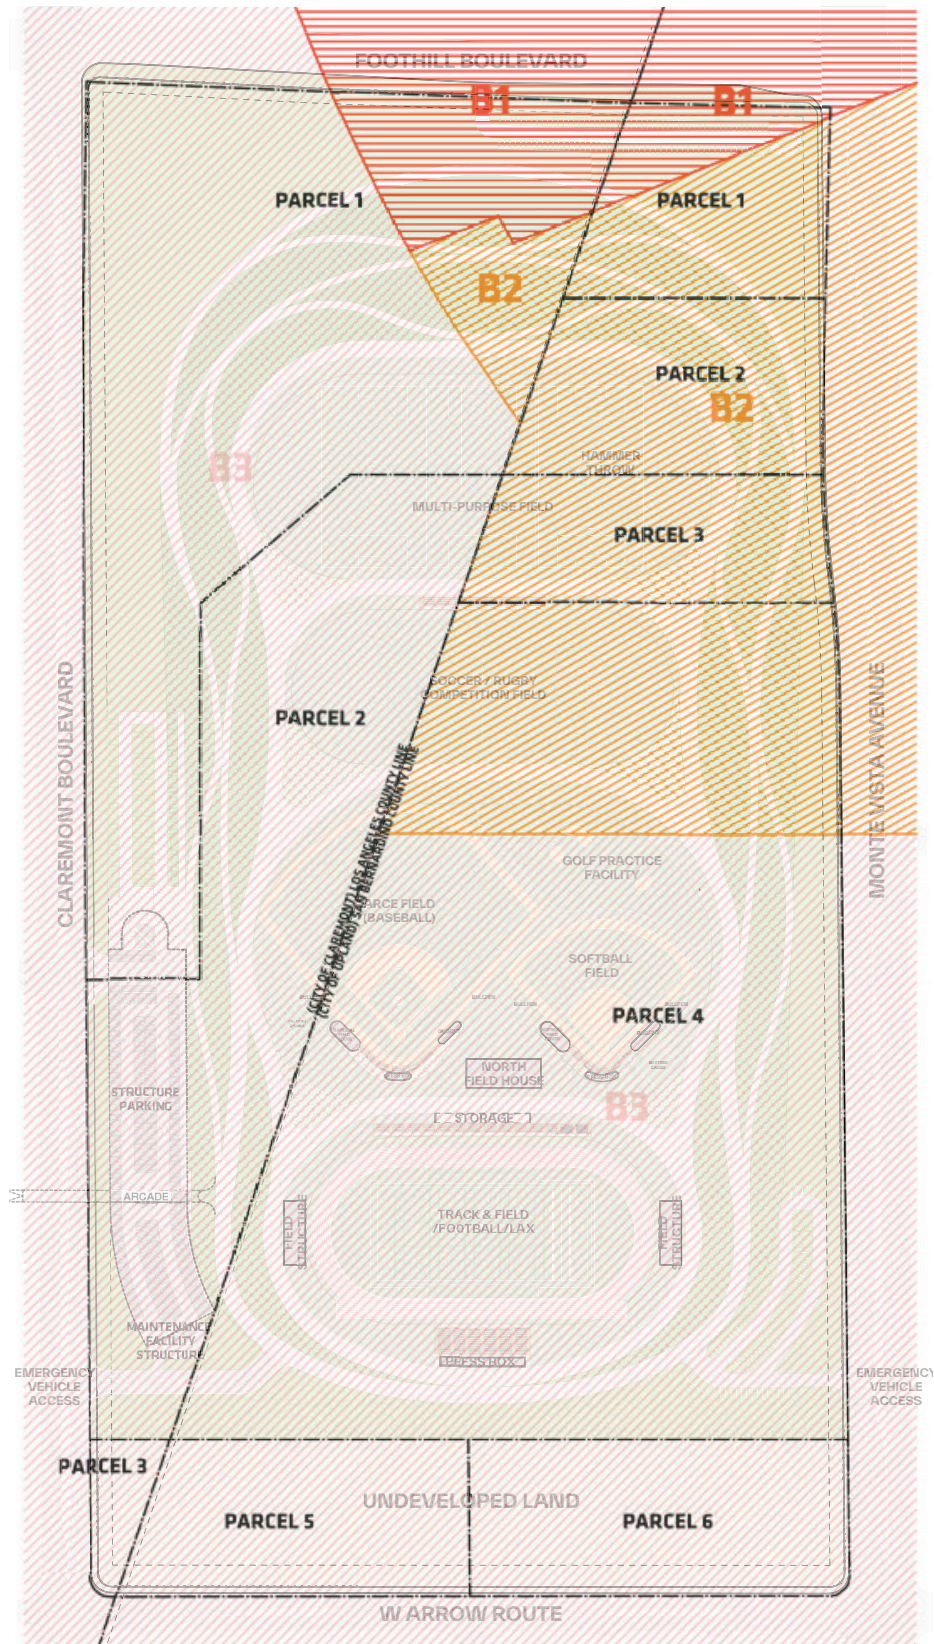 FOOTHILL BOULEVARD
B1
B1
PARCEL 1
PARCEL 1
B2
PARCEL 2
B2
HAMMER
THROW
B3
MULTI-PURPOSE FIELD
PARCEL 3
SOCCER / RUGBY
COMPETITION FIELD
PARCEL 2
CLAREMONT BOULEVARD
MONTE VISTA AVENUE
(CITY OF CLAREMONT) LOS ANGELES COUNTY LINE
(CITY OF UPLAND) SAN BERNARDINO COUNTY LINE
GOLF PRACTICE
FACILITY
ARCE FIELD
(BASEBALL)
SOFTBALL
FIELD
BULLPEN
BULLPEN
BULLPEN
PARCEL 4
NORTH
FIELD HOUSE
STRUCTURE
PARKING
B3
STORAGE
ARCADE
FIELD
STRUCTURE
TRACK & FIELD
/FOOTBALL/LAX
FIELD
STRUCTURE
MAINTENANCE
FACILITY
STRUCTURE
PRESS BOX
EMERGENCY
VEHICLE
ACCESS
EMERGENCY
VEHICLE
ACCESS
PARCEL 3
UNDEVELOPED LAND
PARCEL 5
PARCEL 6
W ARROW ROUTE